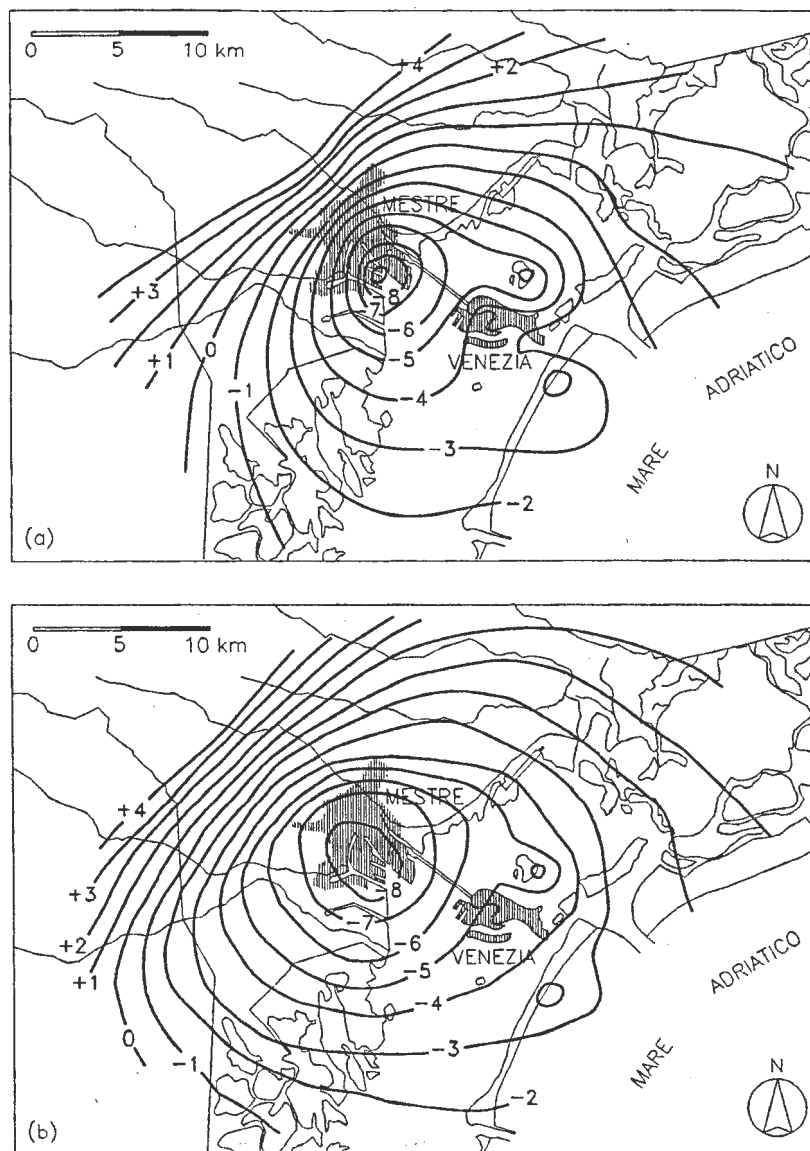 0 5 10 km
+4
+2
MESTRE
+3
+1
0
-8
-7
-6
-5
VENEZIA
-4
-1
ADRIATICO
-3
MARE
-2
N
(a)
0 5 10 km
MESTRE
+4
+3
-8
-7
+2
-6
+1
-5
VENEZIA
-4
ADRIATICO
0
-1
-3
MARE
-2
N
(b)